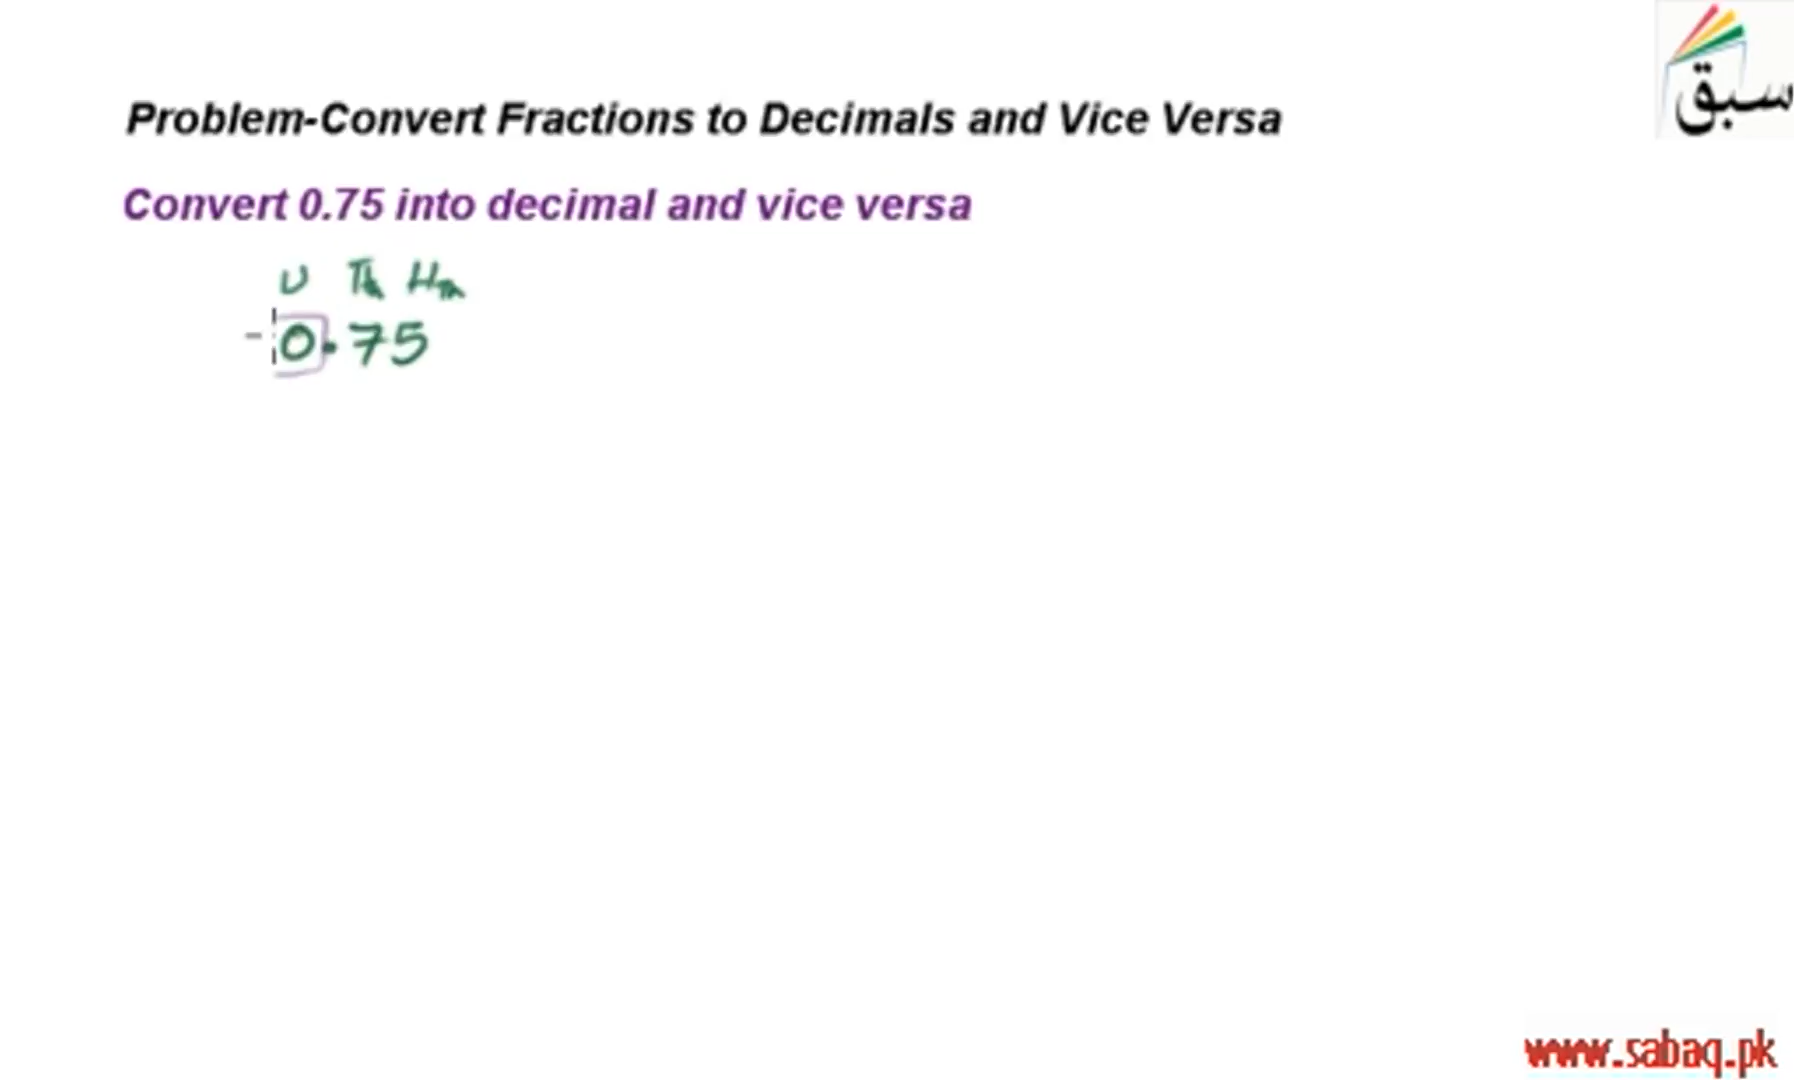 سبق
Problem-Convert Fractions to Decimals and Vice Versa
Convert 0.75 into decimal and vice versa
U Th Hth
0.75
www.sabaq.pk